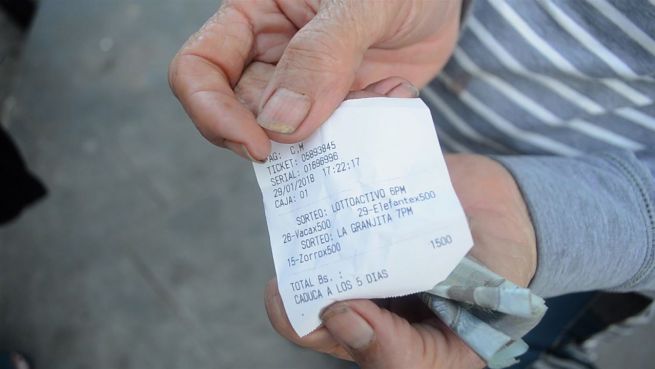 AG: C.M
TICKET: 05893845
SERIAL: 01696996
29/01/2018 17:22:17
CAJA: 01
SORTEO: LOTTOACTIVO 6PM
26-Vacax500 29-Elefantex500
SORTEO: LA GRANJITA 7PM
15-Zorrox500
TOTAL Bs. : 1500
CADUCA A LOS 5 DIAS